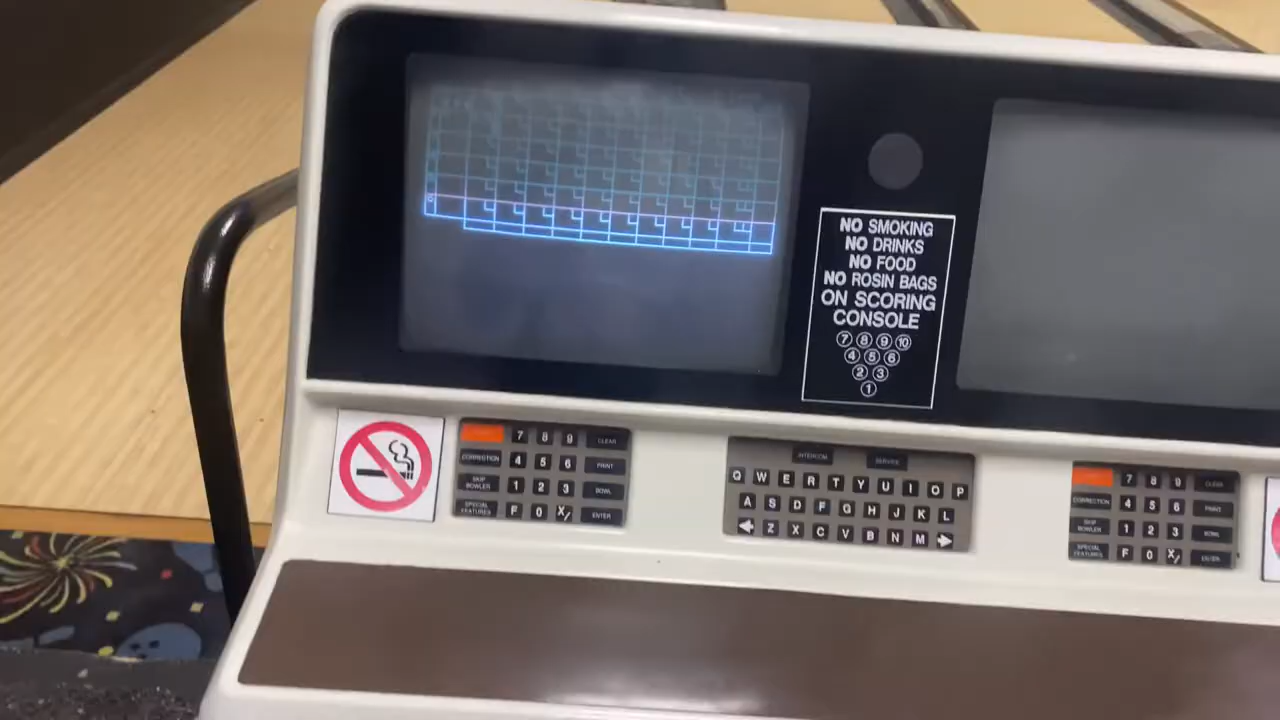 NO SMOKING
NO DRINKS
NO FOOD
NO ROSIN BAGS
ON SCORING
CONSOLE
7 8 9 10
4 5 6
2 3
1
7 8 9 CLEAR
CORRECTION 4 5 6 PRINT
SKIP BOWLER 1 2 3 BOWL
SPECIAL FEATURES F 0 X/ ENTER
INTERCOM SERVICE
Q W E R T Y U I O P
A S D F G H J K L
Z X C V B N M
7 8 9 CLEAR
CORRECTION 4 5 6 PRINT
SKIP BOWLER 1 2 3 BOWL
SPECIAL FEATURES F 0 X/ ENTER